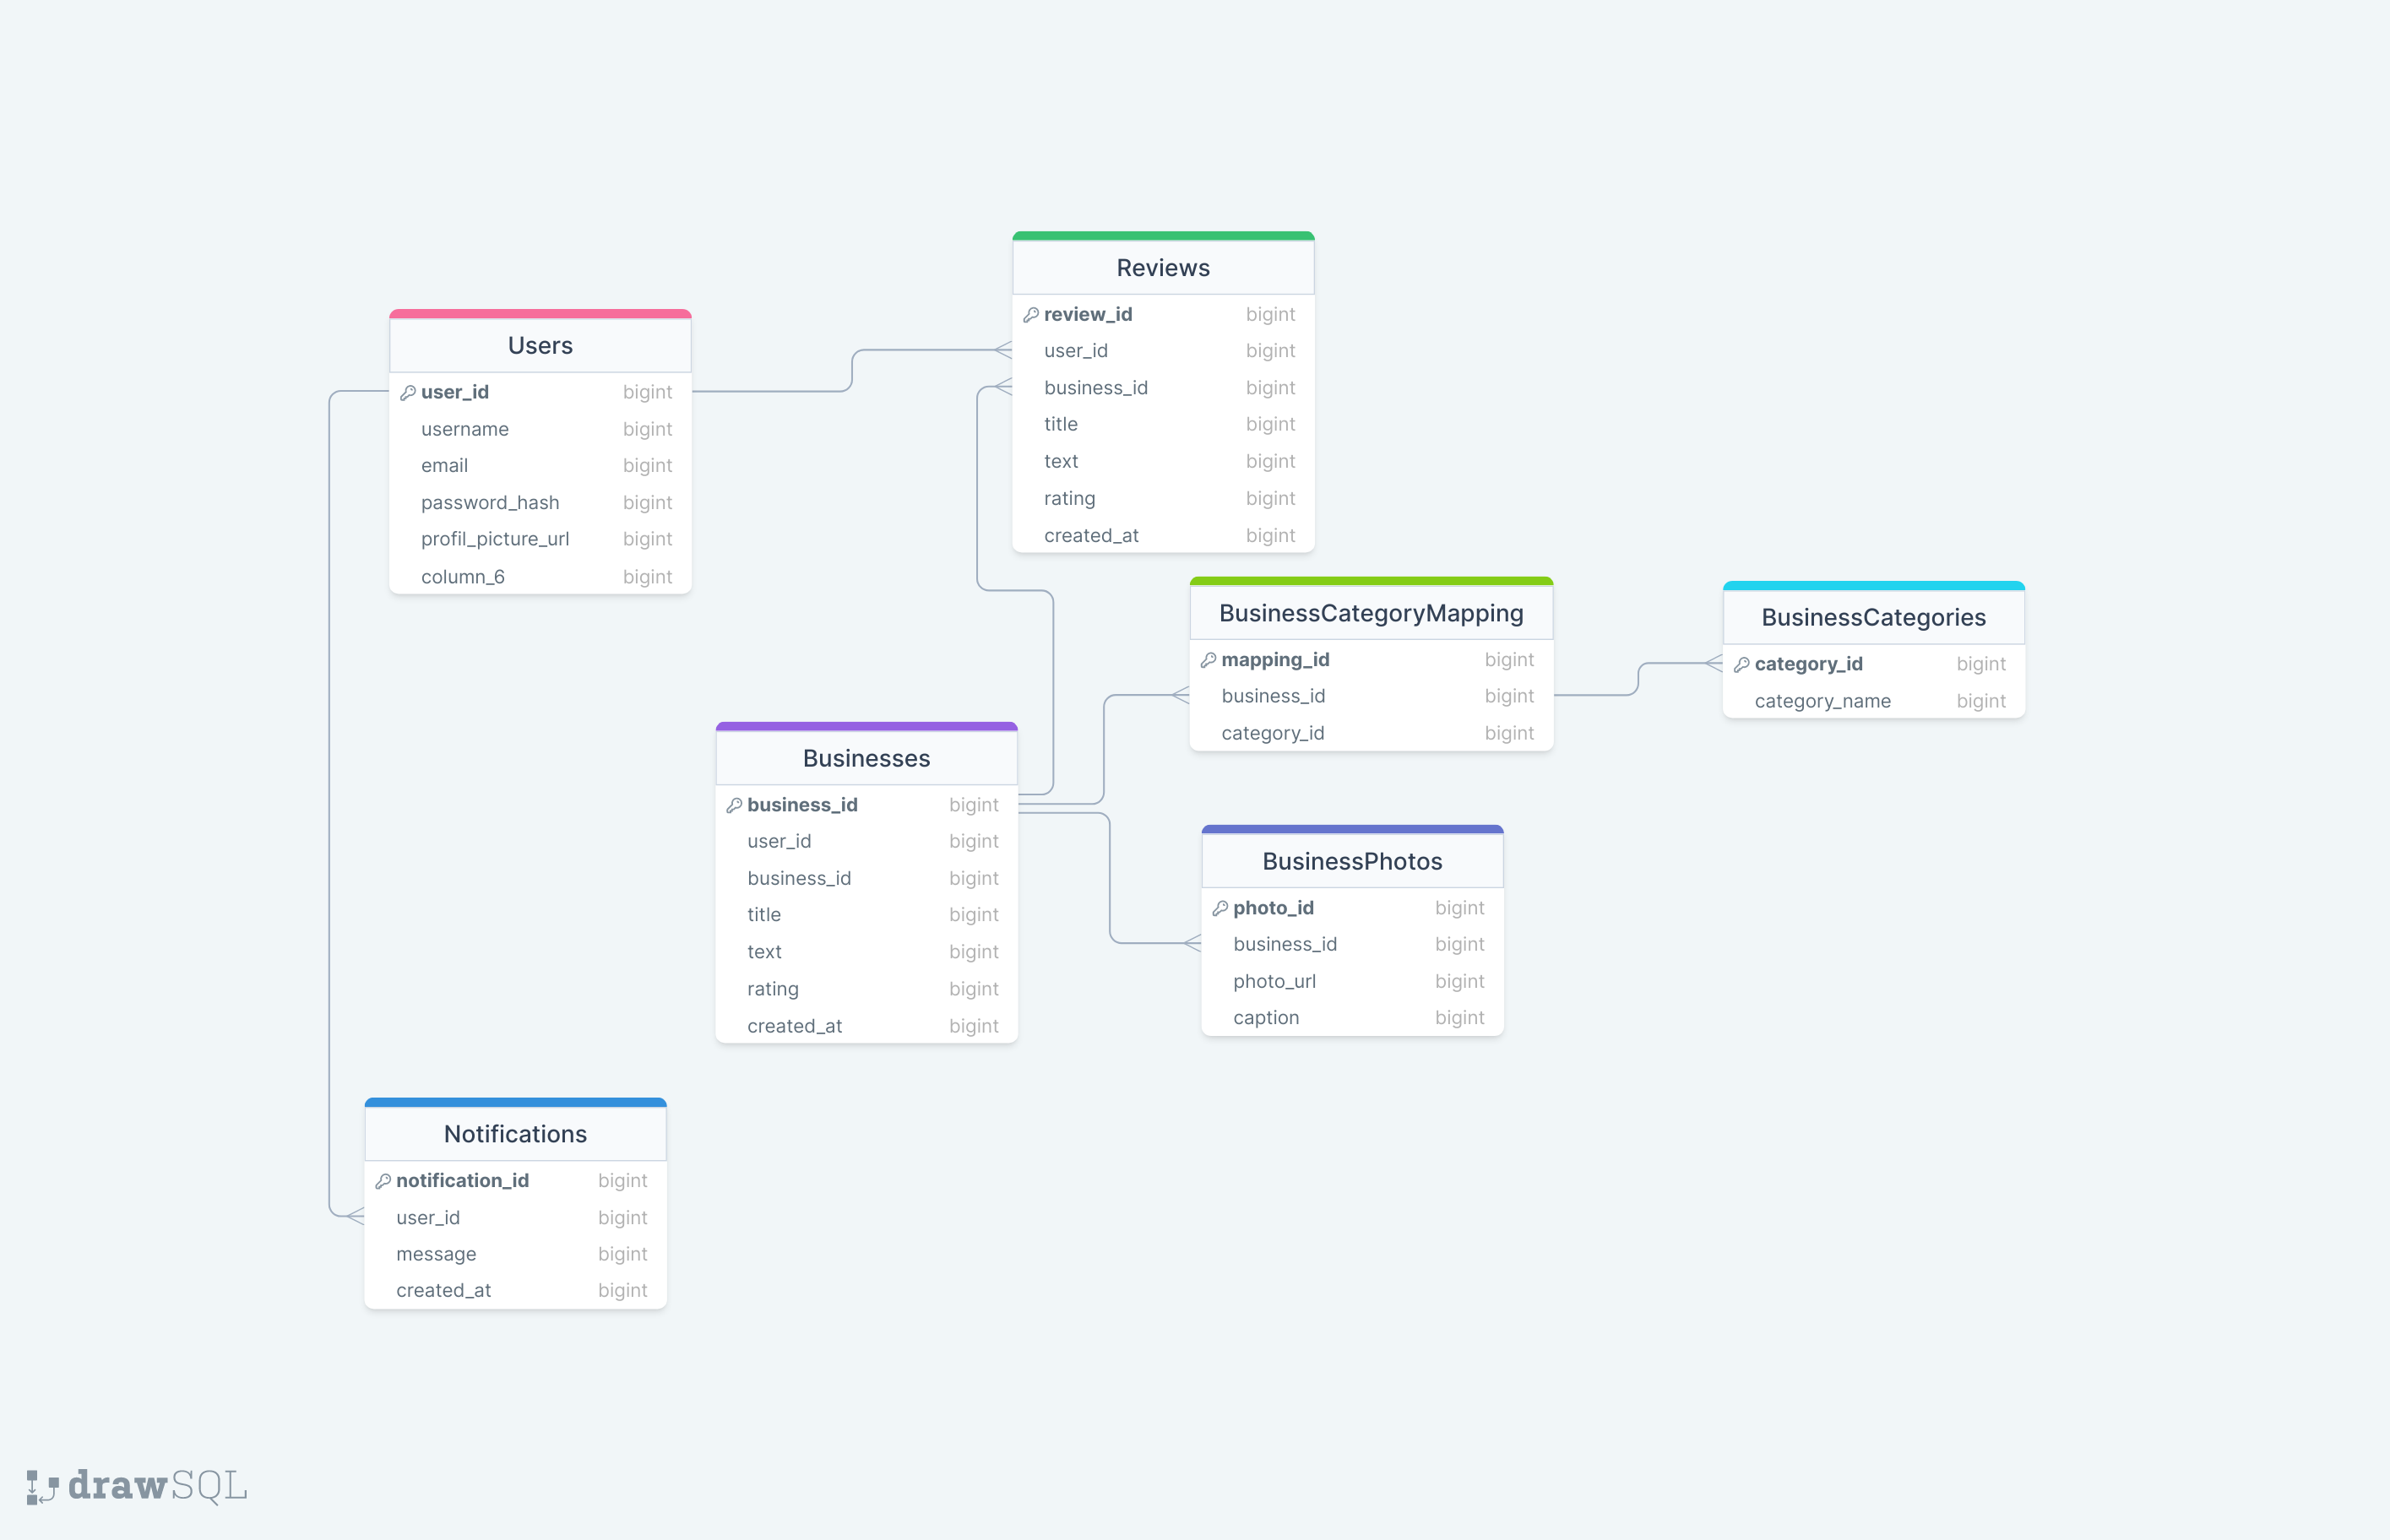 Reviews
review_id bigint
user_id bigint
business_id bigint
title bigint
text bigint
rating bigint
created_at bigint
Users
user_id bigint
username bigint
email bigint
password_hash bigint
profil_picture_url bigint
column_6 bigint
BusinessCategoryMapping
mapping_id bigint
business_id bigint
category_id bigint
BusinessCategories
category_id bigint
category_name bigint
Businesses
business_id bigint
user_id bigint
business_id bigint
title bigint
text bigint
rating bigint
created_at bigint
BusinessPhotos
photo_id bigint
business_id bigint
photo_url bigint
caption bigint
Notifications
notification_id bigint
user_id bigint
message bigint
created_at bigint
drawSQL